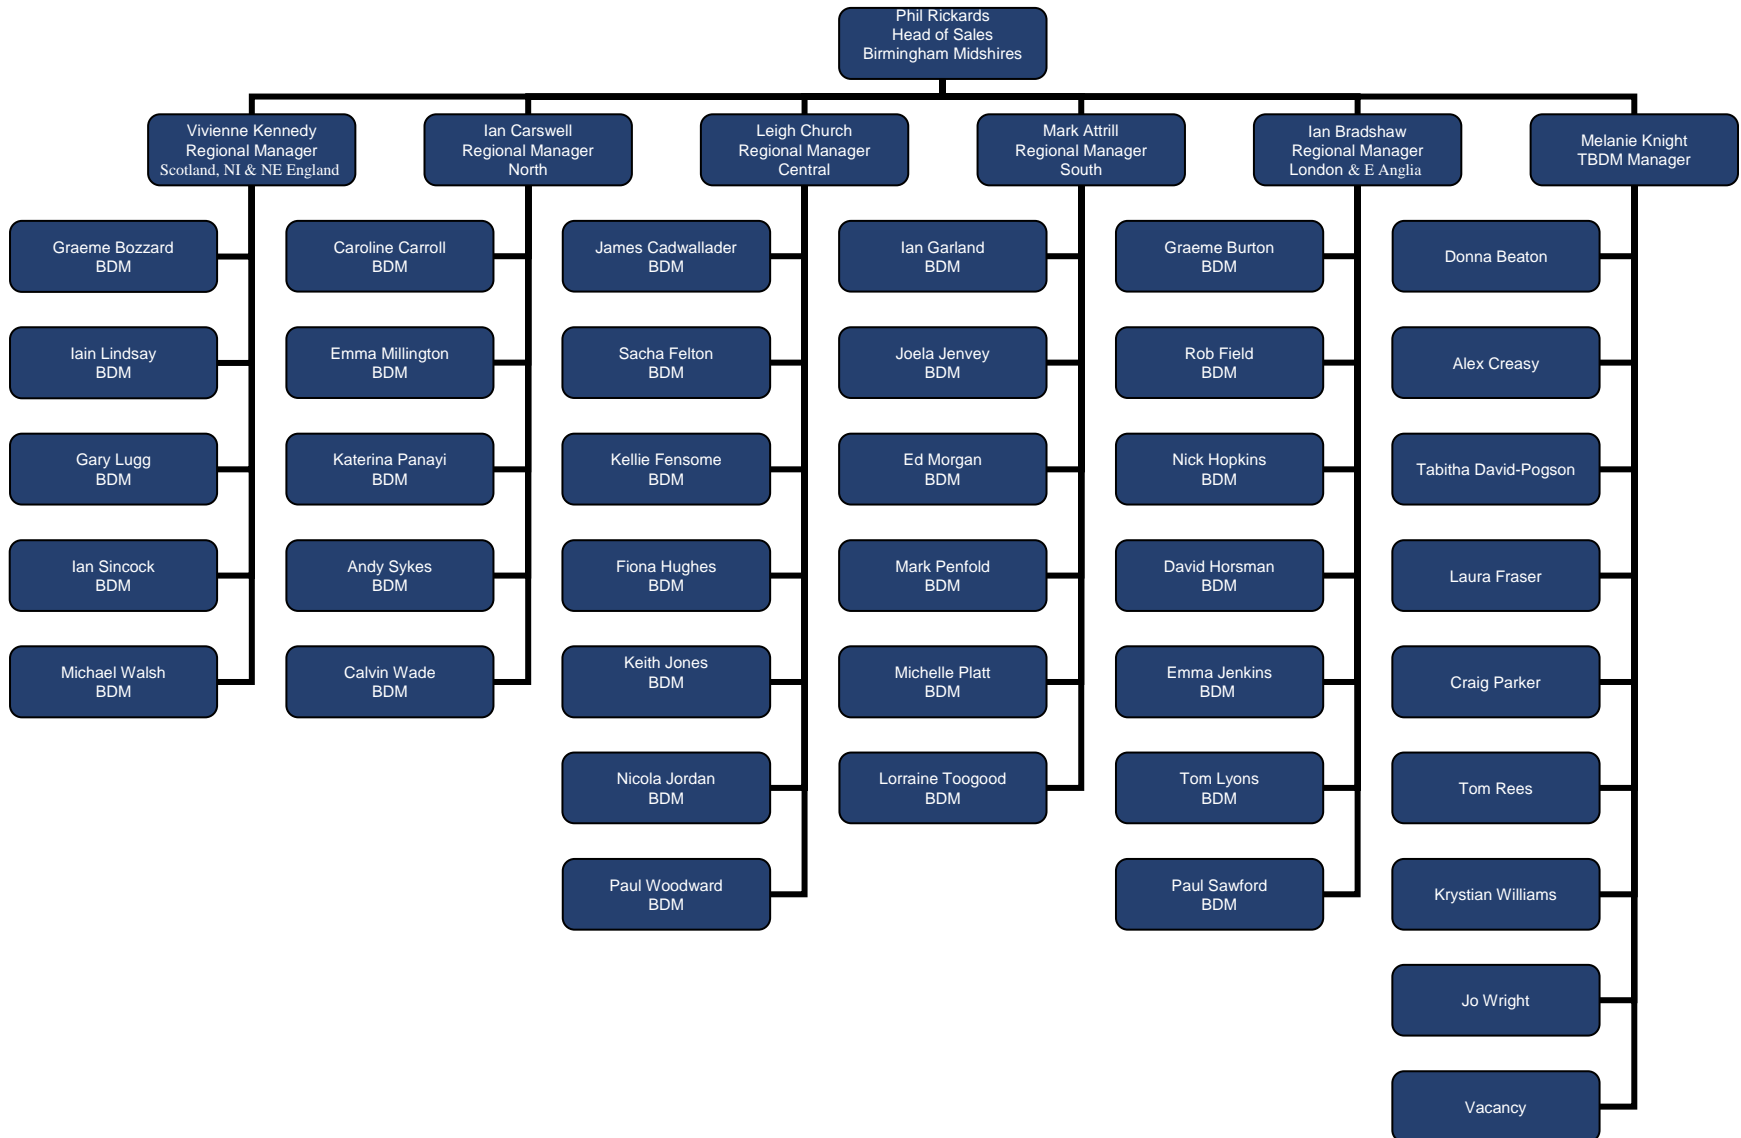 Phil Rickards
Head of Sales
Birmingham Midshires
Vivienne Kennedy
Regional Manager
Scotland, NI & NE England
Ian Carswell
Regional Manager
North
Leigh Church
Regional Manager
Central
Mark Attrill
Regional Manager
South
Ian Bradshaw
Regional Manager
London & E Anglia
Melanie Knight
TBDM Manager
Graeme Bozzard
BDM
Caroline Carroll
BDM
James Cadwallader
BDM
Ian Garland
BDM
Graeme Burton
BDM
Donna Beaton
Iain Lindsay
BDM
Emma Millington
BDM
Sacha Felton
BDM
Joela Jenvey
BDM
Rob Field
BDM
Alex Creasy
Gary Lugg
BDM
Katerina Panayi
BDM
Kellie Fensome
BDM
Ed Morgan
BDM
Nick Hopkins
BDM
Tabitha David-Pogson
Ian Sincock
BDM
Andy Sykes
BDM
Fiona Hughes
BDM
Mark Penfold
BDM
David Horsman
BDM
Laura Fraser
Michael Walsh
BDM
Calvin Wade
BDM
Keith Jones
BDM
Michelle Platt
BDM
Emma Jenkins
BDM
Craig Parker
Nicola Jordan
BDM
Lorraine Toogood
BDM
Tom Lyons
BDM
Tom Rees
Paul Woodward
BDM
Paul Sawford
BDM
Krystian Williams
Jo Wright
Vacancy